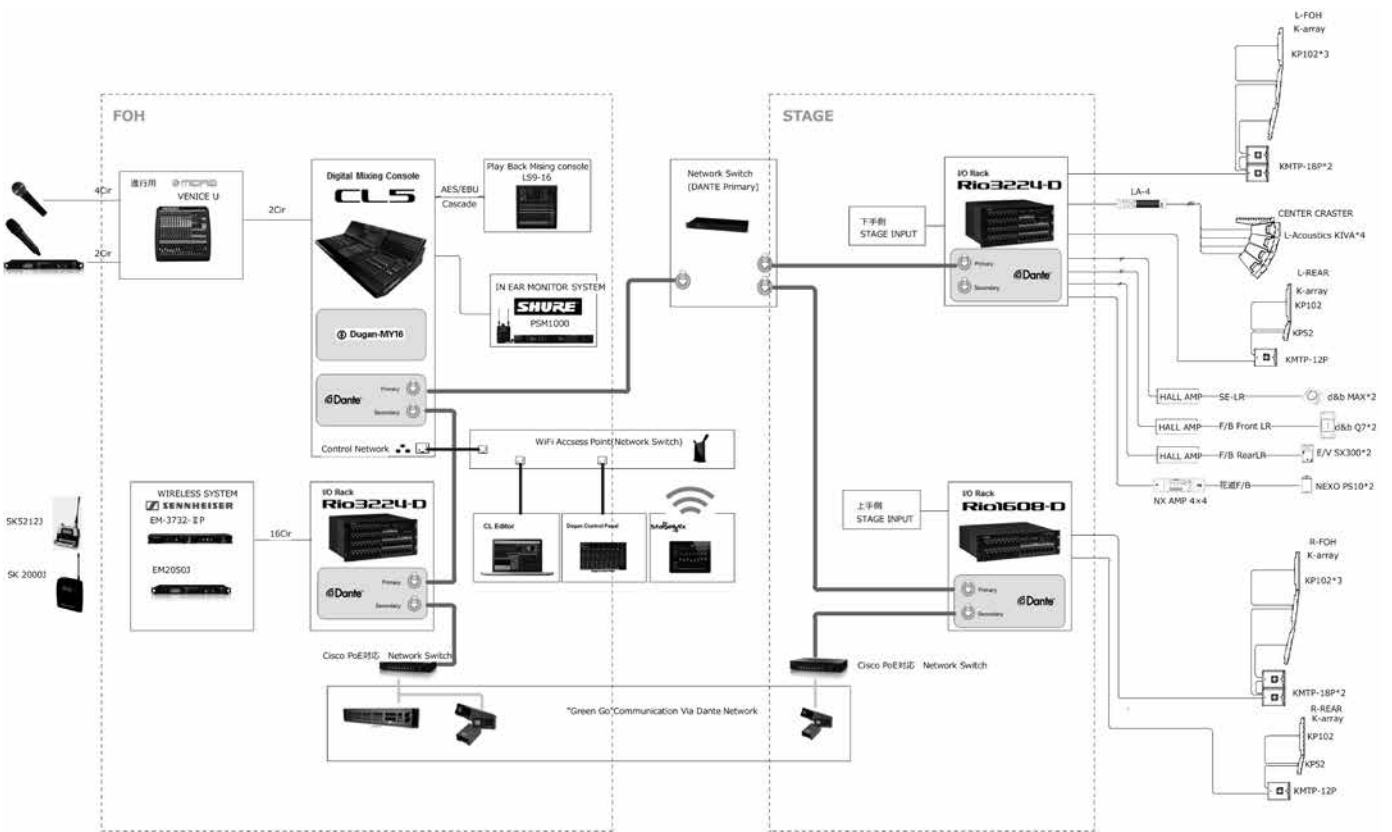 FOH
進行用 MIDAS
VENICE U
4Cir
2Cir
2Cir
Digital Mixing Console
CL5
AES/EBU
Cascade
Play Back Mising console
LS9-16
IN EAR MONITOR SYSTEM
SHURE
PSM1000
Dugan-MY16
Dante
Primary
Secondary
Control Network
WiFi Accsess Point(Network Switch)
CL Editor
Dugan Control Panel
StageMix
SK5212J
SK 2000J
WIRELESS SYSTEM
SENNHEISER
EM-3732-ⅡP
EM2050J
16Cir
I/O Rack
Rio3224-D
Dante
Primary
Secondary
Cisco PoE対応 Network Switch
"Green Go"Communication Via Dante Network
Network Switch
(DANTE Primary)
STAGE
下手側
STAGE INPUT
I/O Rack
Rio3224-D
Primary
Secondary
Dante
上手側
STAGE INPUT
I/O Rack
Rio1608-D
Primary
Secondary
Dante
Cisco PoE対応 Network Switch
L-FOH
K-array
KP102*3
KMTP-18P*2
LA-4
CENTER CRASTER
L-Acoustics KIVA*4
L-REAR
K-array
KP102
KPS2
KMTP-12P
HALL AMP SE-LR d&b MAX*2
HALL AMP F/B Front LR d&b Q7*2
HALL AMP F/B RearLR E/V SX300*2
花道F/B NEXO PS10*2
NX AMP 4×4
R-FOH
K-array
KP102*3
KMTP-18P*2
R-REAR
K-array
KP102
KPS2
KMTP-12P